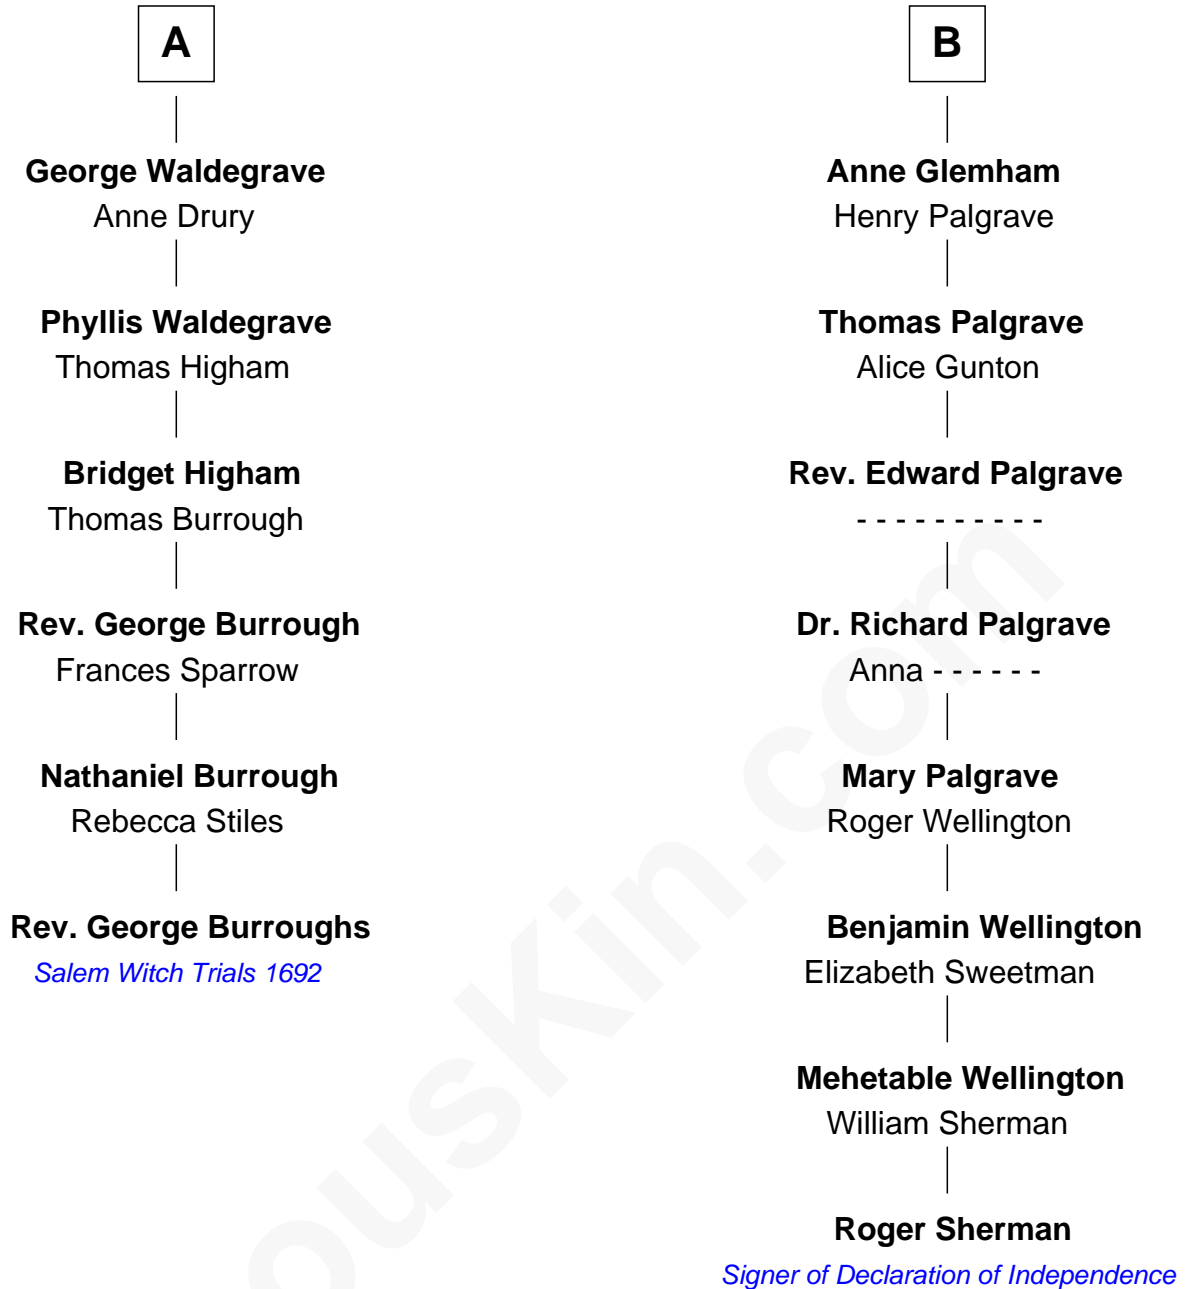 A
George Waldegrave
Anne Drury
Phyllis Waldegrave
Thomas Higham
Bridget Higham
Thomas Burrough
Rev. George Burrough
Frances Sparrow
Nathaniel Burrough
Rebecca Stiles
Rev. George Burroughs
Salem Witch Trials 1692
B
Anne Glemham
Henry Palgrave
Thomas Palgrave
Alice Gunton
Rev. Edward Palgrave
- - - - - - - - - -
Dr. Richard Palgrave
Anna - - - - - -
Mary Palgrave
Roger Wellington
Benjamin Wellington
Elizabeth Sweetman
Mehetable Wellington
William Sherman
Roger Sherman
Signer of Declaration of Independence
ousKin.com